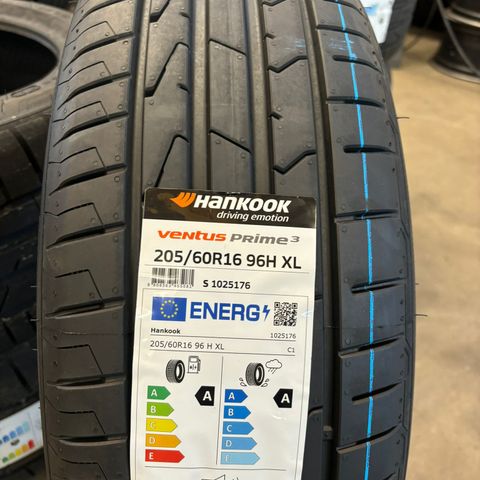 HANKOOK
driving emotion
ventus PRIME³
205/60R16 96H XL
S 1025176
ENERG
Hankook
1025176
205/60R16 96 H XL
C1
A A A A
B B
C C
D D
E E